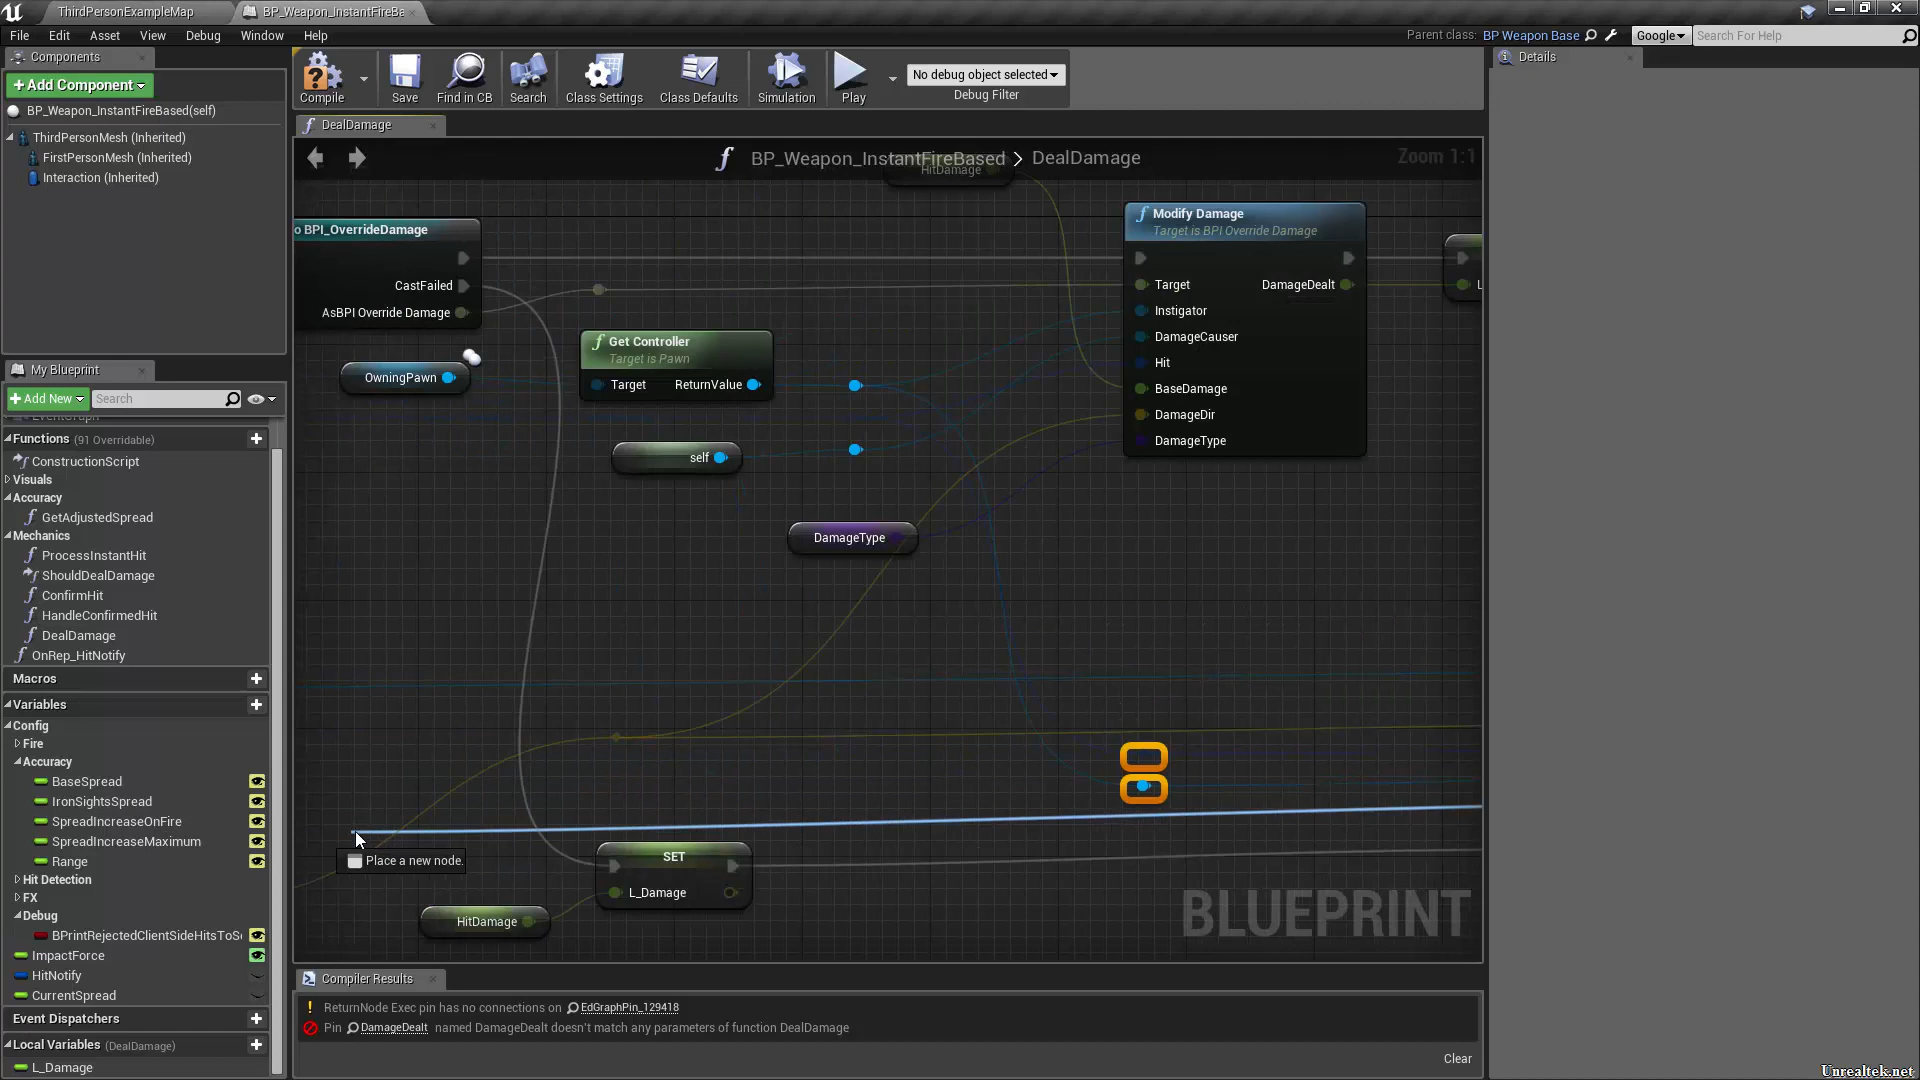 ThirdPersonExampleMap
BP_Weapon_InstantFireBa
File Edit Asset View Debug Window Help
Parent class: BP Weapon Base
Google
Search For Help
Components
Add Component
BP_Weapon_InstantFireBased(self)
ThirdPersonMesh (Inherited)
FirstPersonMesh (Inherited)
Interaction (Inherited)
Compile
Save
Find in CB
Search
Class Settings
Class Defaults
Simulation
Play
No debug object selected
Debug Filter
Details
DealDamage
BP_Weapon_InstantFireBased > DealDamage
Zoom 1:1
HitDamage
o BPI_OverrideDamage
CastFailed
AsBPI Override Damage
OwningPawn
Get Controller
Target is Pawn
Target ReturnValue
self
DamageType
Modify Damage
Target is BPI Override Damage
Target DamageDealt
Instigator
DamageCauser
Hit
BaseDamage
DamageDir
DamageType
L
Place a new node.
SET
L_Damage
HitDamage
BLUEPRINT
My Blueprint
Add New
Search
EventGraph
Functions (91 Overridable)
ConstructionScript
Visuals
Accuracy
GetAdjustedSpread
Mechanics
ProcessInstantHit
ShouldDealDamage
ConfirmHit
HandleConfirmedHit
DealDamage
OnRep_HitNotify
Macros
Variables
Config
Fire
Accuracy
BaseSpread
IronSightsSpread
SpreadIncreaseOnFire
SpreadIncreaseMaximum
Range
Hit Detection
FX
Debug
BPrintRejectedClientSideHitsToS
ImpactForce
HitNotify
CurrentSpread
Event Dispatchers
Local Variables (DealDamage)
L_Damage
Compiler Results
ReturnNode Exec pin has no connections on EdGraphPin_129418
Pin DamageDealt named DamageDealt doesn't match any parameters of function DealDamage
Clear
Unrealtek.net